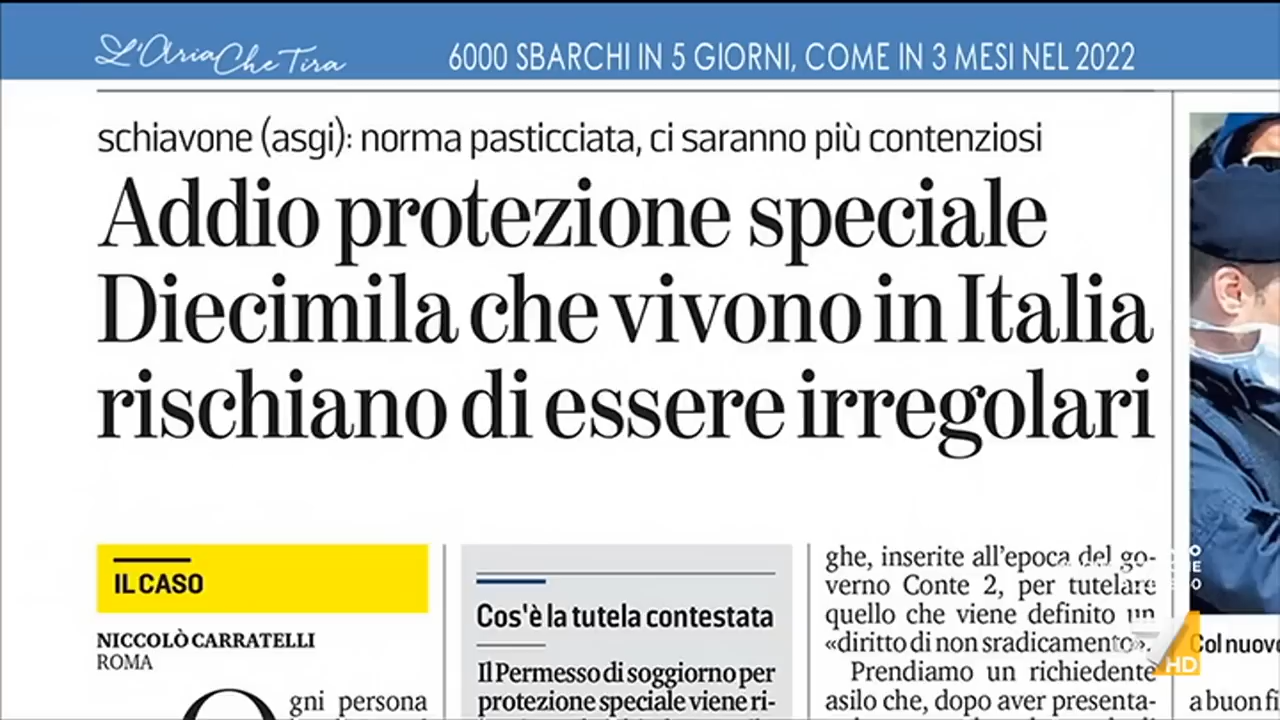 L'Aria Che Tira
6000 SBARCHI IN 5 GIORNI, COME IN 3 MESI NEL 2022
schiavone (asgi): norma pasticciata, ci saranno più contenziosi
Addio protezione speciale
Diecimila che vivono in Italia
rischiano di essere irregolari
IL CASO
NICCOLÒ CARRATELLI
ROMA
Ogni persona
Cos'è la tutela contestata
Il Permesso di soggiorno per
protezione speciale viene ri-
ghe, inserite all'epoca del go-
verno Conte 2, per tutelare
quello che viene definito un
«diritto di non sradicamento».
Prendiamo un richiedente
asilo che, dopo aver presenta-
Col nuovo
a buon fi
HD